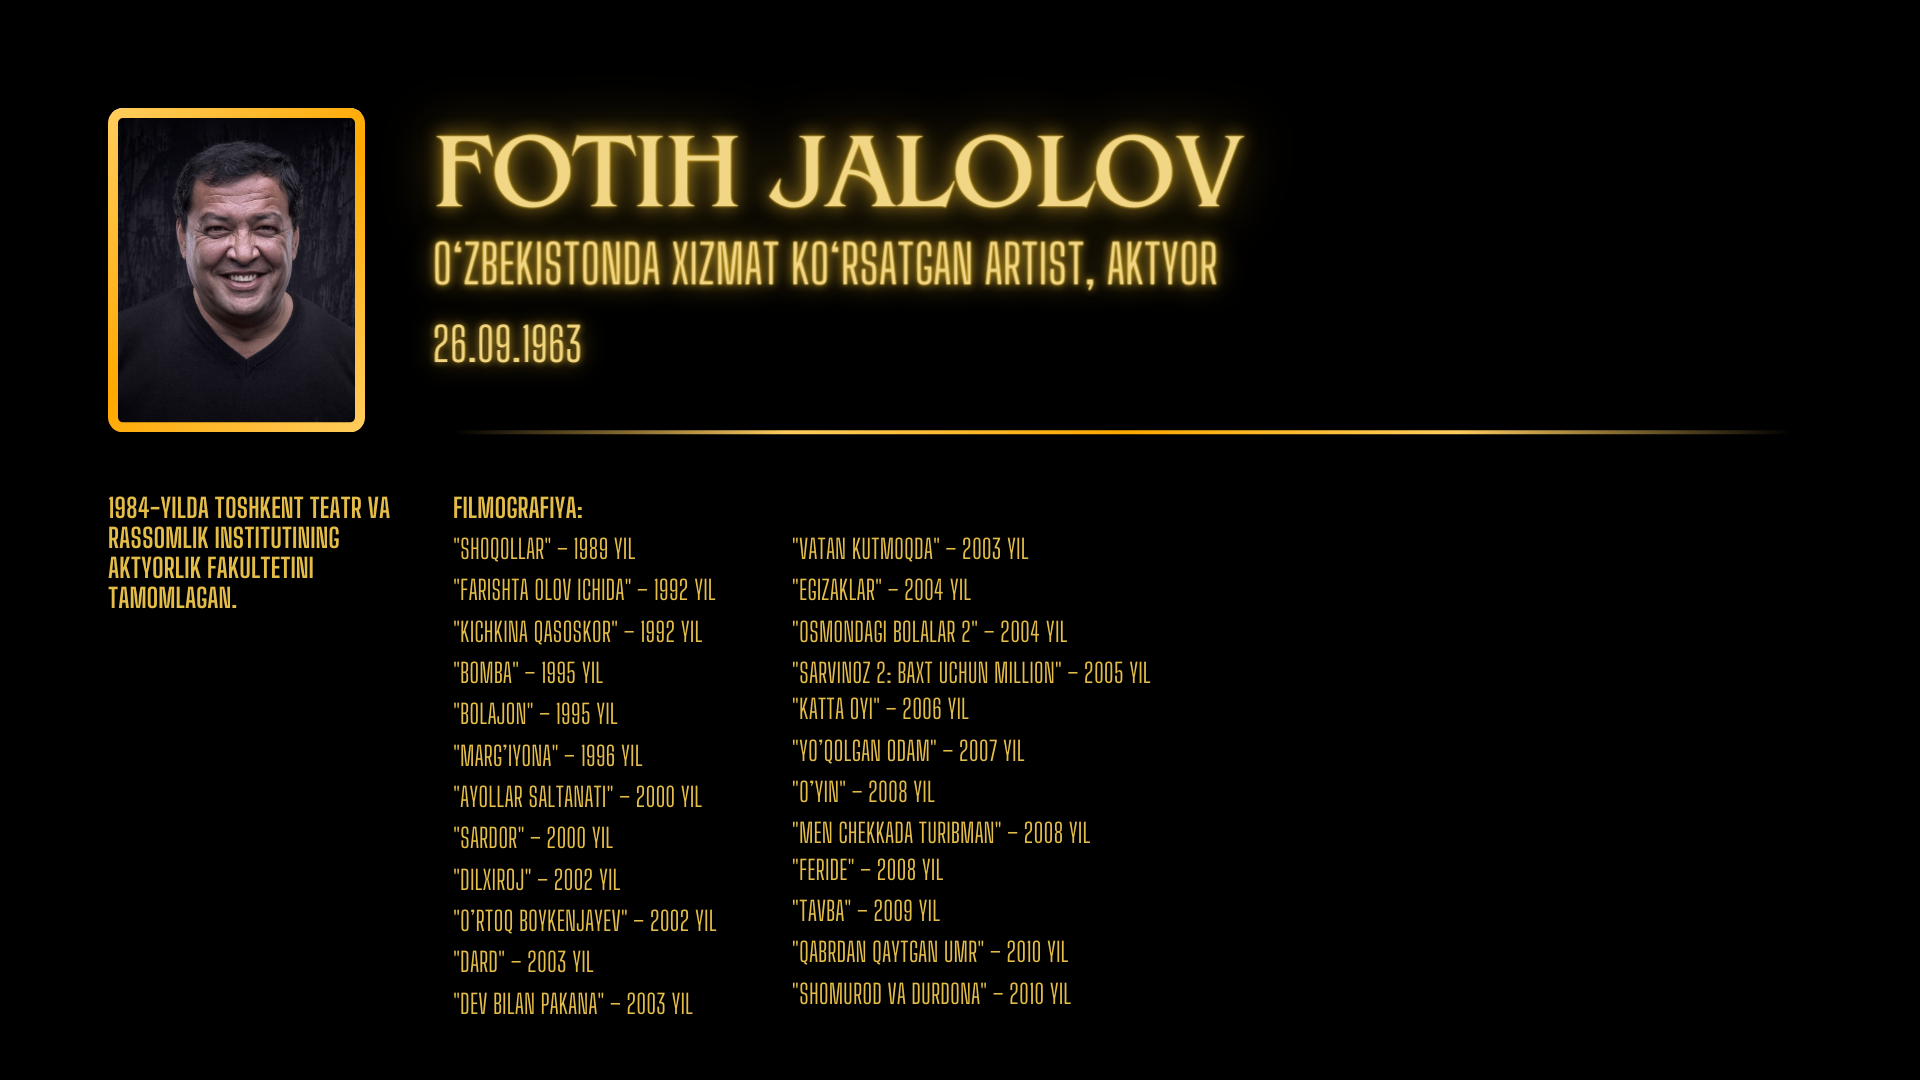 FOTIH JALOLOV
O‘ZBEKISTONDA XIZMAT KO‘RSATGAN ARTIST, AKTYOR
26.09.1963
1984-YILDA TOSHKENT TEATR VA
RASSOMLIK INSTITUTINING
AKTYORLIK FAKULTETINI
TAMOMLAGAN.
FILMOGRAFIYA:
"SHOQOLLAR" – 1989 YIL
"FARISHTA OLOV ICHIDA" – 1992 YIL
"KICHKINA QASOSKOR" – 1992 YIL
"BOMBA" – 1995 YIL
"BOLAJON" – 1995 YIL
"MARG’IYONA" – 1996 YIL
"AYOLLAR SALTANATI" – 2000 YIL
"SARDOR" – 2000 YIL
"DILXIROJ" – 2002 YIL
"O’RTOQ BOYKENJAYEV" – 2002 YIL
"DARD" – 2003 YIL
"DEV BILAN PAKANA" – 2003 YIL
"VATAN KUTMOQDA" – 2003 YIL
"EGIZAKLAR" – 2004 YIL
"OSMONDAGI BOLALAR 2" – 2004 YIL
"SARVINOZ 2: BAXT UCHUN MILLION" – 2005 YIL
"KATTA OYI" – 2006 YIL
"YO’QOLGAN ODAM" – 2007 YIL
"O’YIN" – 2008 YIL
"MEN CHEKKADA TURIBMAN" – 2008 YIL
"FERIDE" – 2008 YIL
"TAVBA" – 2009 YIL
"QABRDAN QAYTGAN UMR" – 2010 YIL
"SHOMUROD VA DURDONA" – 2010 YIL